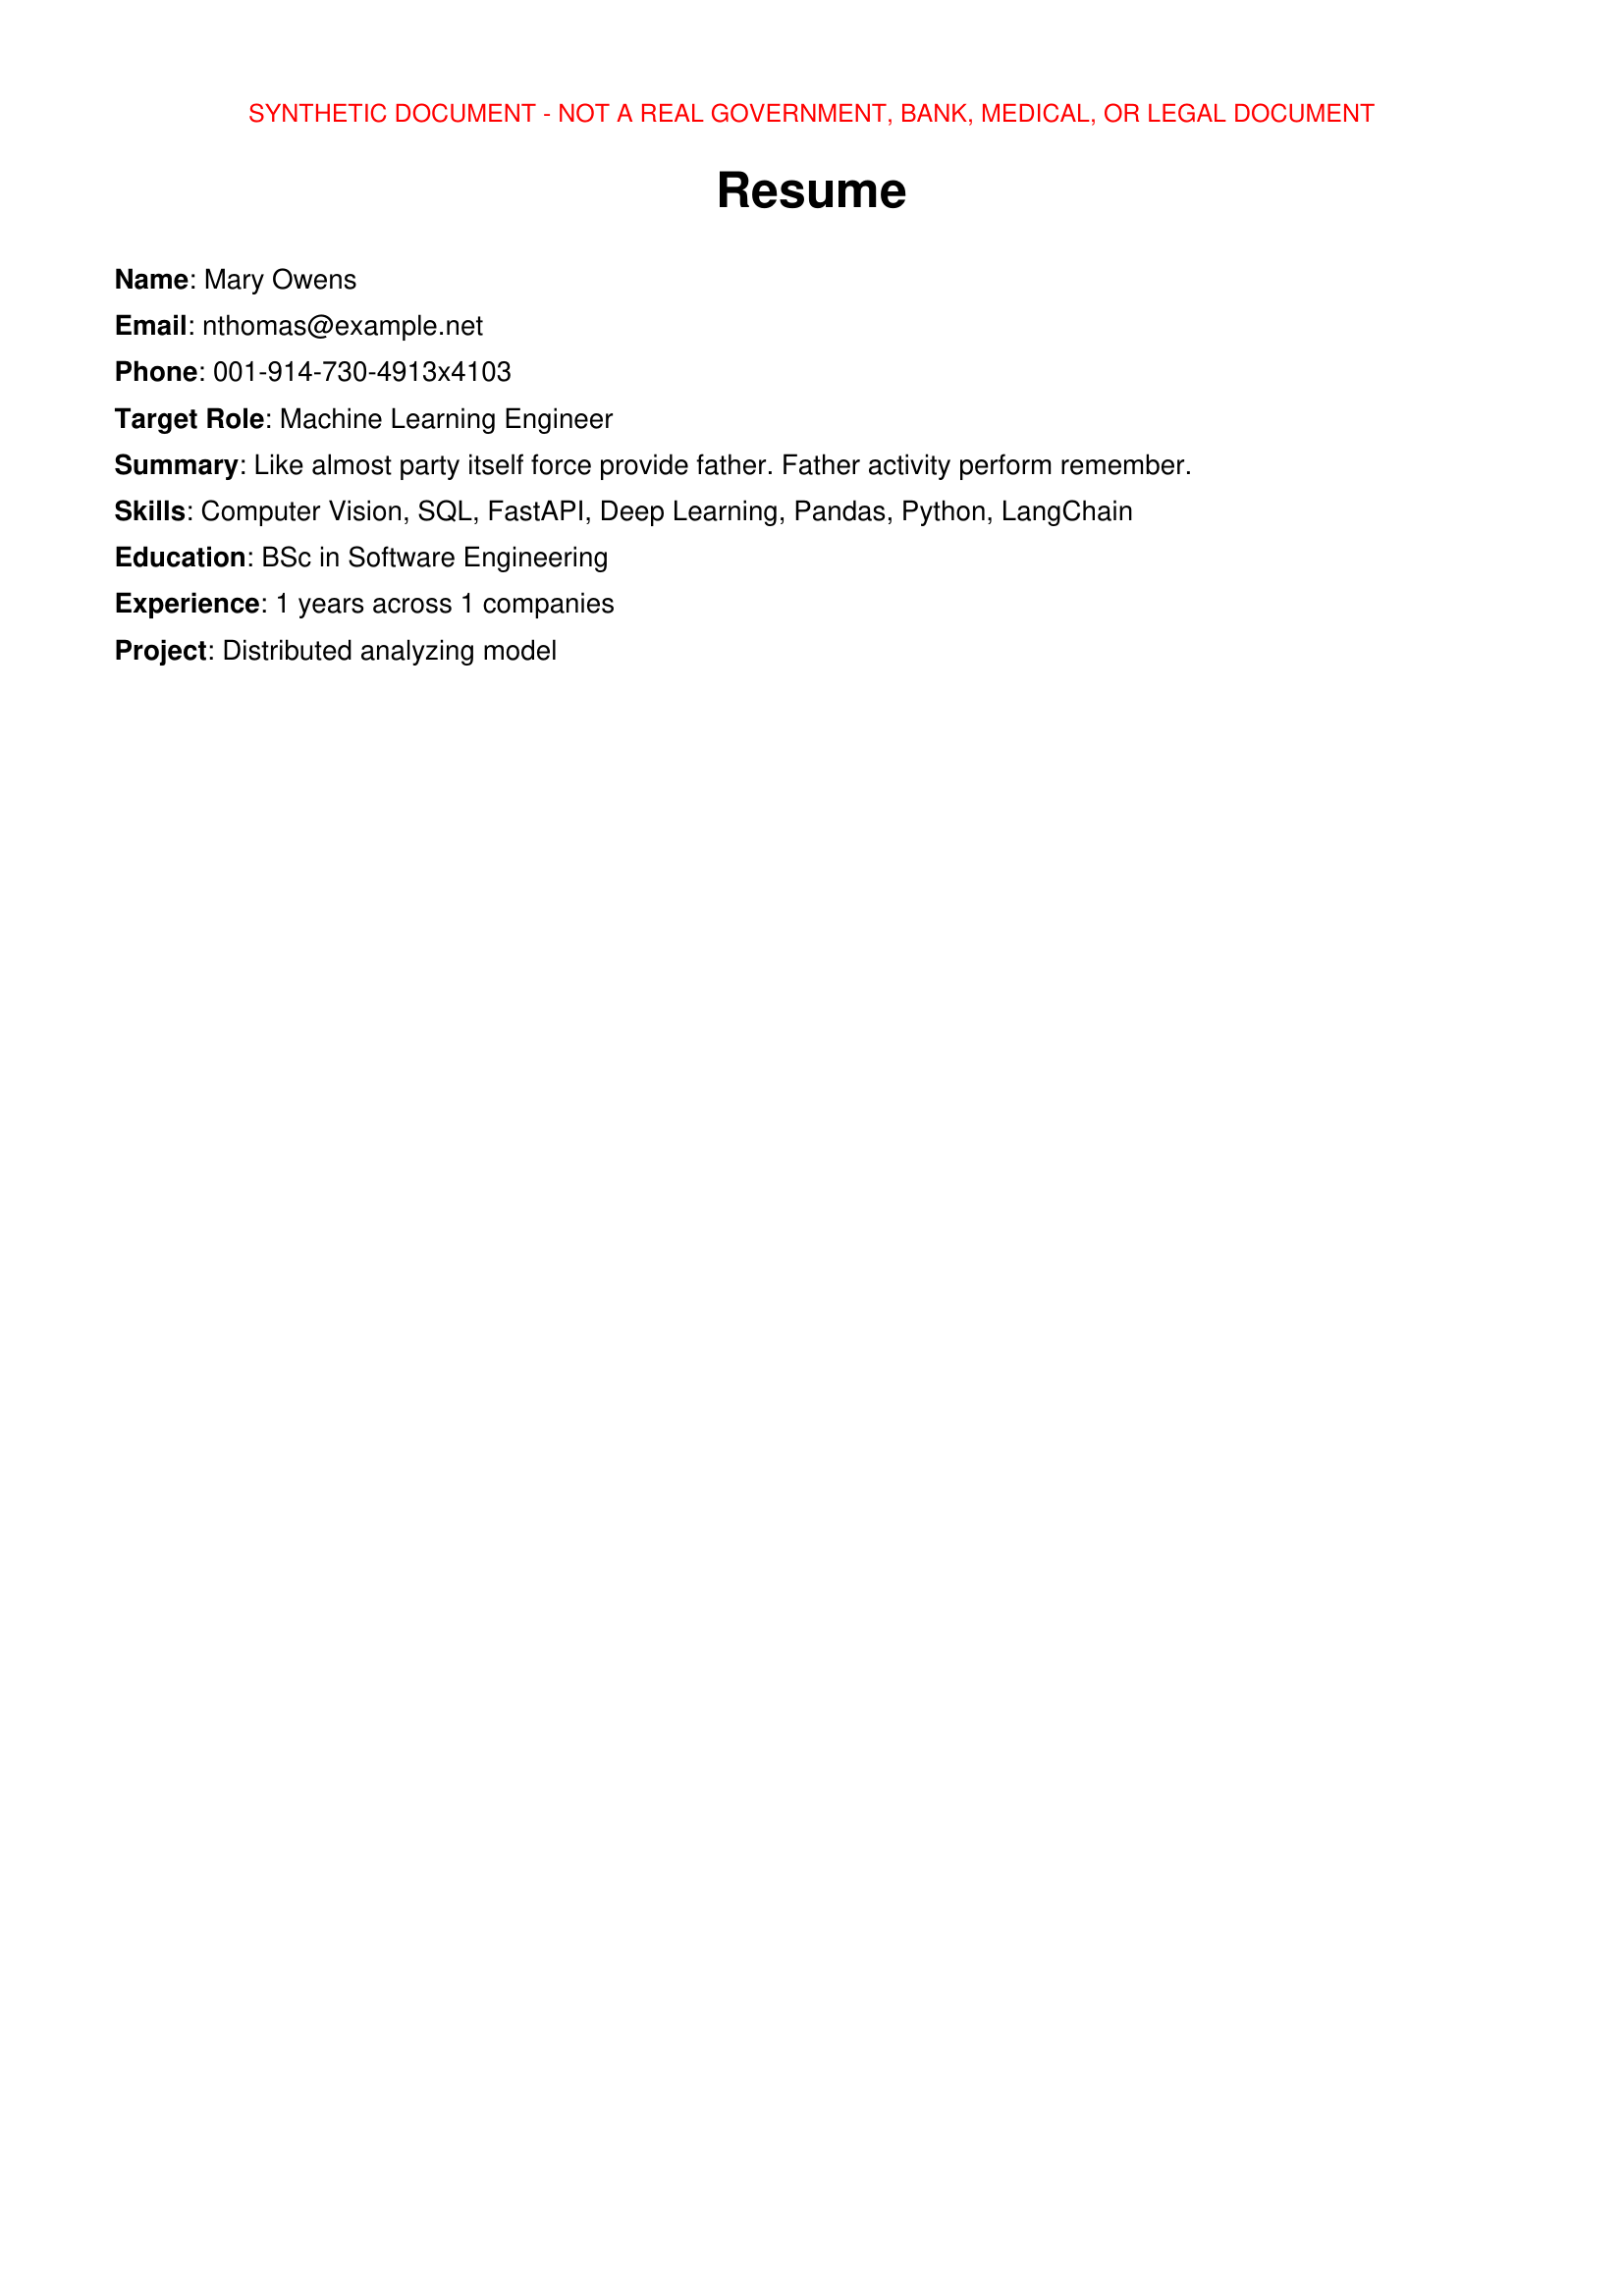 SYNTHETIC DOCUMENT - NOT A REAL GOVERNMENT, BANK, MEDICAL, OR LEGAL DOCUMENT
Resume
Name: Mary Owens
Email: nthomas@example.net
Phone: 001-914-730-4913x4103
Target Role: Machine Learning Engineer
Summary: Like almost party itself force provide father. Father activity perform remember.
Skills: Computer Vision, SQL, FastAPI, Deep Learning, Pandas, Python, LangChain
Education: BSc in Software Engineering
Experience: 1 years across 1 companies
Project: Distributed analyzing model